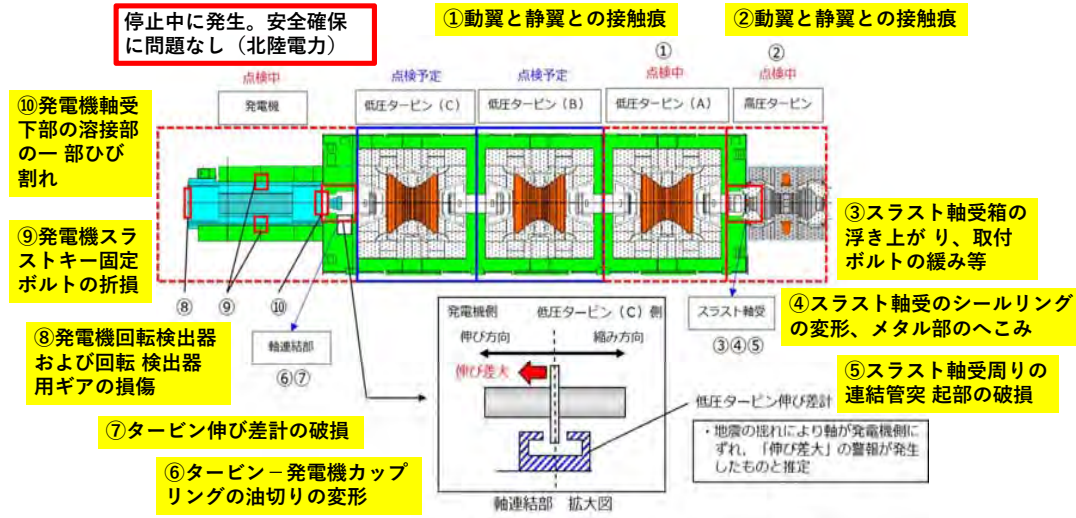 停止中に発生。安全確保
に問題なし（北陸電力）
①動翼と静翼との接触痕
②動翼と静翼との接触痕
①
②
点検中
点検予定
点検予定
点検中
点検中
発電機
低圧タービン（C）
低圧タービン（B）
低圧タービン（A）
高圧タービン
⑩発電機軸受
下部の溶接部
の一 部ひび
割れ
⑨発電機スラ
ストキー固定
ボルトの折損
③スラスト軸受箱の
浮き上が り、取付
ボルトの緩み等
④スラスト軸受のシールリング
の変形、メタル部のへこみ
⑤スラスト軸受周りの
連結管突 起部の破損
⑧
⑨
⑩
⑧発電機回転検出器
および回転 検出器
用ギアの損傷
軸連結部
⑥⑦
スラスト軸受
③④⑤
発電機側
低圧タービン（C）側
伸び方向
縮み方向
伸び差大
低圧タービン伸び差計
・地震の揺れにより軸が発電機側に
ずれ，「伸び差大」の警報が発生
したものと推定
軸連結部 拡大図
⑦タービン伸び差計の破損
⑥タービン－発電機カップ
リングの油切りの変形